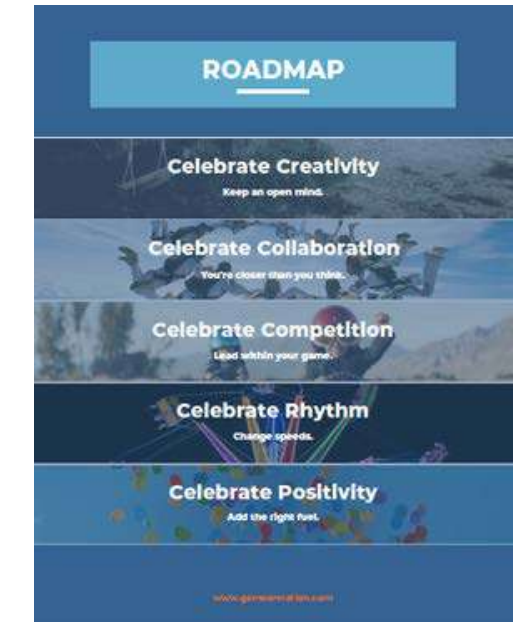 ROADMAP
Celebrate Creativity
Keep an open mind.
Celebrate Collaboration
You're closer than you think.
Celebrate Competition
Lead within your game.
Celebrate Rhythm
Change speeds.
Celebrate Positivity
Add the right fuel.